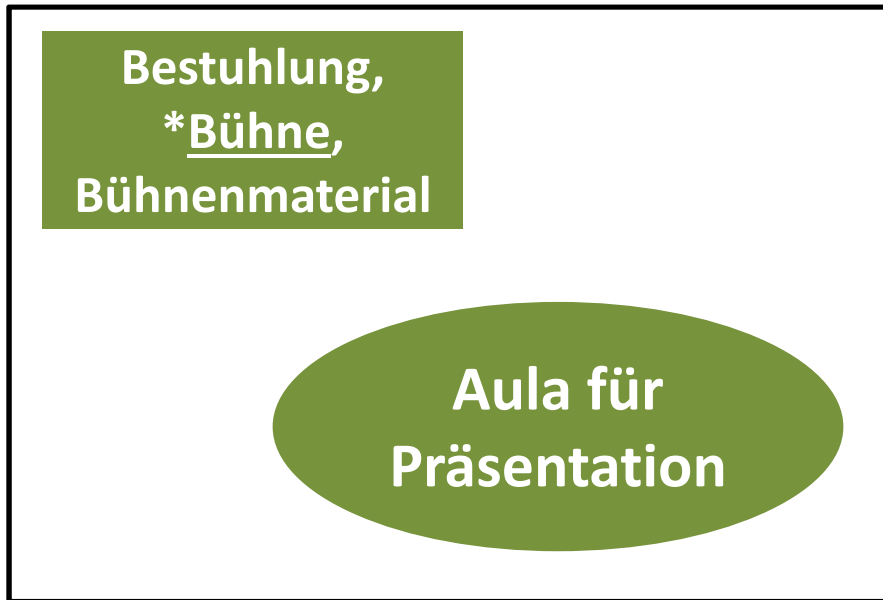 Bestuhlung,
*Bühne,
Bühnenmaterial
Aula für
Präsentation